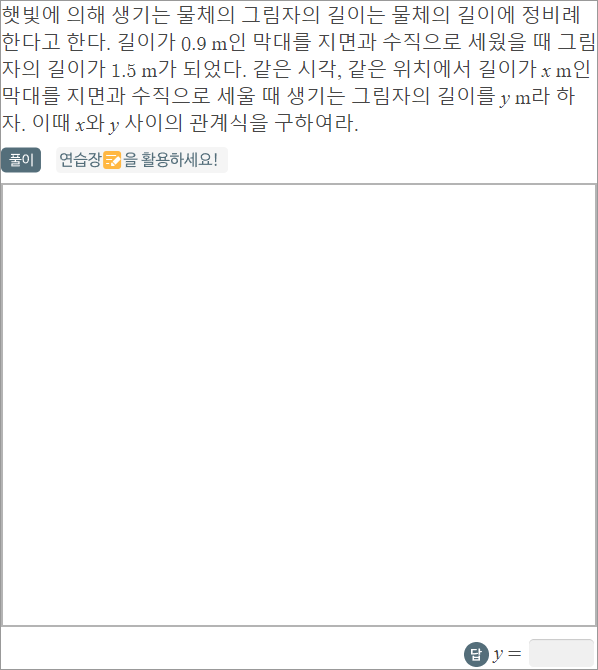 햇빛에 의해 생기는 물체의 그림자의 길이는 물체의 길이에 정비례
한다고 한다. 길이가 0.9 m인 막대를 지면과 수직으로 세웠을 때 그림
자의 길이가 1.5 m가 되었다. 같은 시각, 같은 위치에서 길이가 x m인
막대를 지면과 수직으로 세울 때 생기는 그림자의 길이를 y m라 하
자. 이때 x와 y 사이의 관계식을 구하여라.
풀이 연습장을 활용하세요!
답 y =